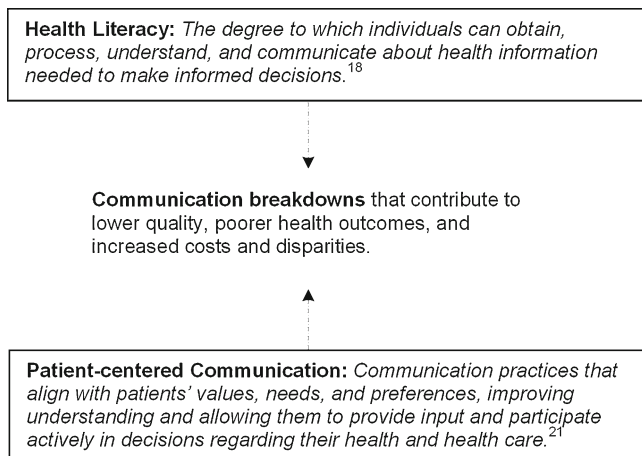 Health Literacy: The degree to which individuals can obtain,
process, understand, and communicate about health information
needed to make informed decisions.18
Communication breakdowns that contribute to
lower quality, poorer health outcomes, and
increased costs and disparities.
Patient-centered Communication: Communication practices that
align with patients’ values, needs, and preferences, improving
understanding and allowing them to provide input and participate
actively in decisions regarding their health and health care.21